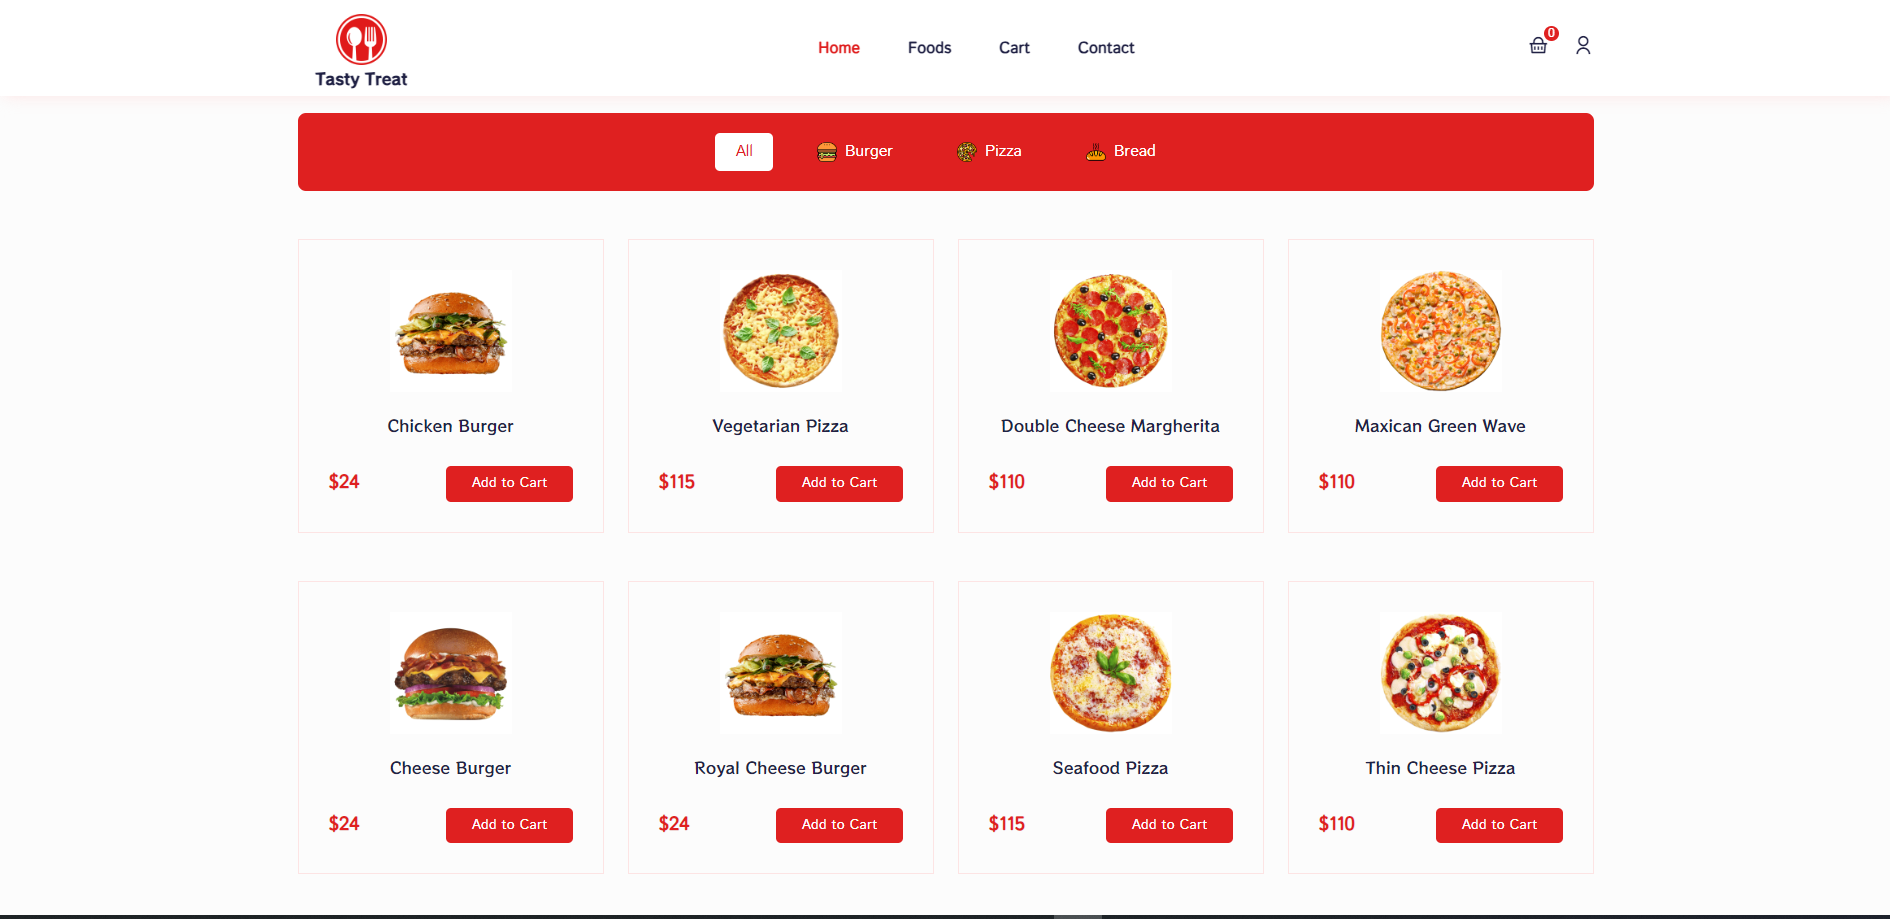 Tasty Treat
Home Foods Cart Contact
0
All Burger Pizza Bread
Chicken Burger
$24 Add to Cart
Vegetarian Pizza
$115 Add to Cart
Double Cheese Margherita
$110 Add to Cart
Maxican Green Wave
$110 Add to Cart
Cheese Burger
$24 Add to Cart
Royal Cheese Burger
$24 Add to Cart
Seafood Pizza
$115 Add to Cart
Thin Cheese Pizza
$110 Add to Cart